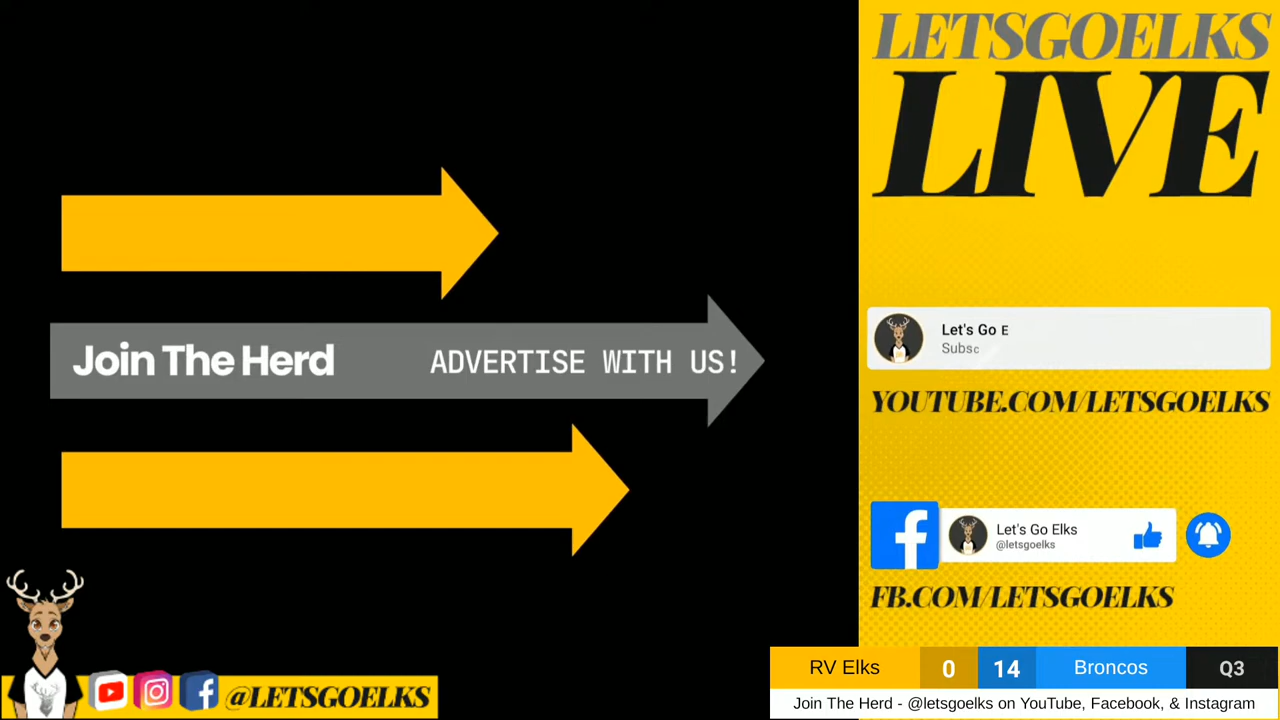 LETSGOELKS
LIVE
Join The Herd
ADVERTISE WITH US!
Let's Go E
Subsc
YOUTUBE.COM/LETSGOELKS
Let's Go Elks
@letsgoelks
FB.COM/LETSGOELKS
@LETSGOELKS
RV Elks 0 14 Broncos Q3
Join The Herd - @letsgoelks on YouTube, Facebook, & Instagram